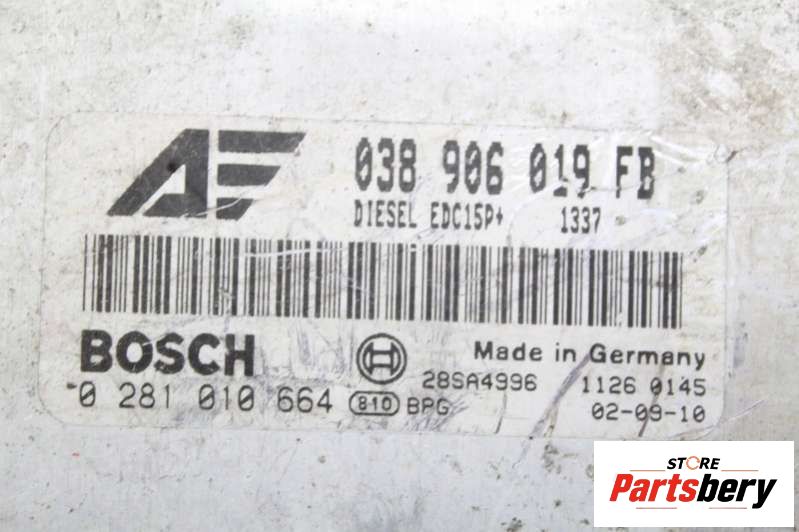 AF 038 906 019 FB
DIESEL EDC15P+ 1337
BOSCH Made in Germany
28SA4996 1126 0145
0 281 010 664 810 BPG 02-09-10
STORE
Partsbery